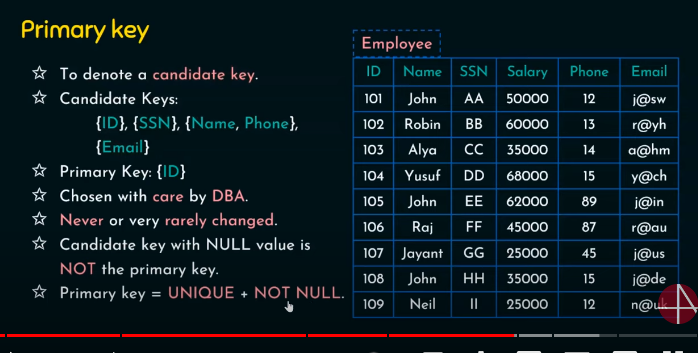 Primary key
☆ To denote a candidate key.
☆ Candidate Keys:
{ID}, {SSN}, {Name, Phone},
{Email}
☆ Primary Key: {ID}
☆ Chosen with care by DBA.
☆ Never or very rarely changed.
☆ Candidate key with NULL value is
NOT the primary key.
☆ Primary key = UNIQUE + NOT NULL.
Employee
ID Name SSN Salary Phone Email
101 John AA 50000 12 j@sw
102 Robin BB 60000 13 r@yh
103 Alya CC 35000 14 a@hm
104 Yusuf DD 68000 15 y@ch
105 John EE 62000 89 j@in
106 Raj FF 45000 87 r@au
107 Jayant GG 25000 45 j@us
108 John HH 35000 15 j@de
109 Neil II 25000 12 n@uk